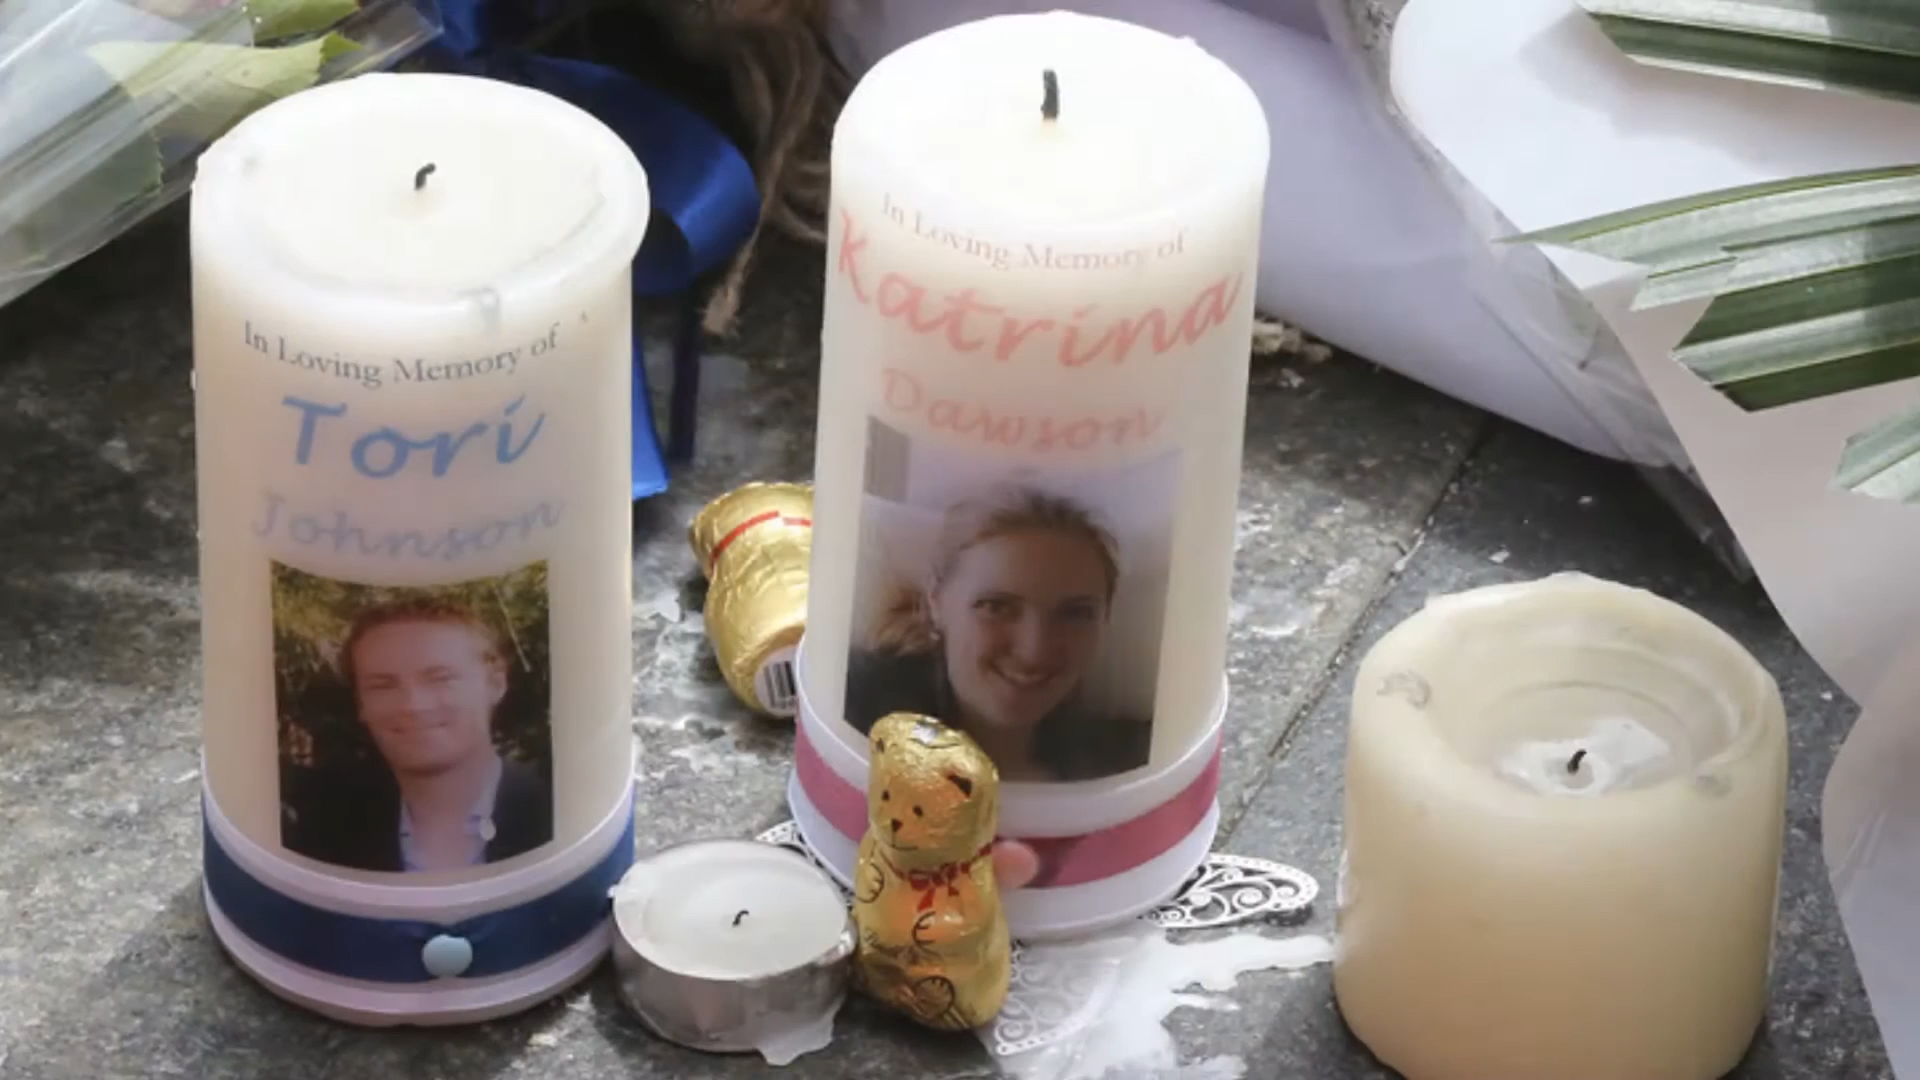 In Loving Memory of
Tori
Johnson
In Loving Memory of
Katrina
Dawson